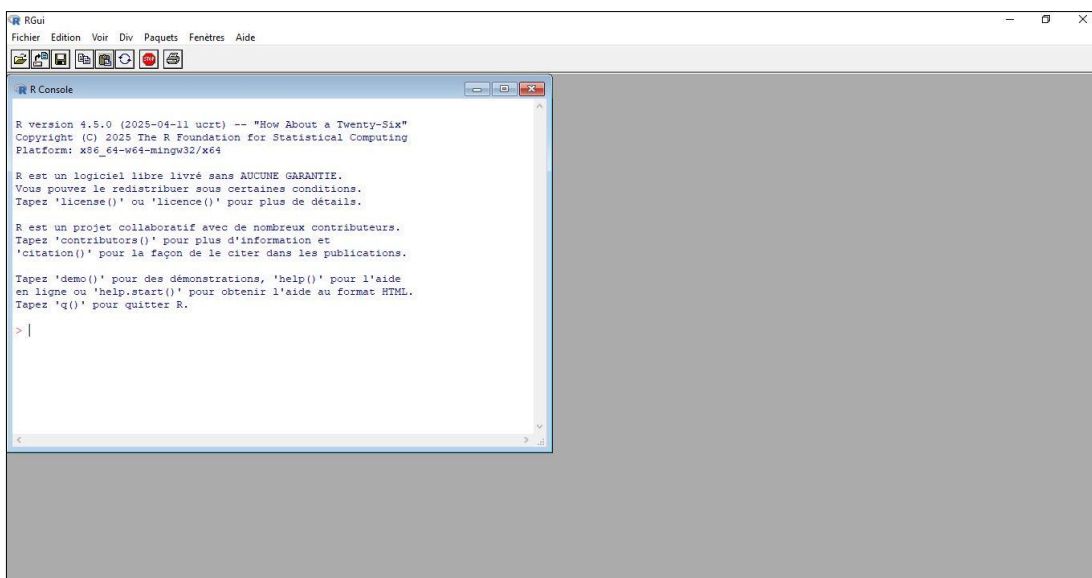 RGui
Fichier Edition Voir Div Paquets Fenêtres Aide
STOP
R Console
R version 4.5.0 (2025-04-11 ucrt) -- "How About a Twenty-Six"
Copyright (C) 2025 The R Foundation for Statistical Computing
Platform: x86_64-w64-mingw32/x64
R est un logiciel libre livré sans AUCUNE GARANTIE.
Vous pouvez le redistribuer sous certaines conditions.
Tapez 'license()' ou 'licence()' pour plus de détails.
R est un projet collaboratif avec de nombreux contributeurs.
Tapez 'contributors()' pour plus d'information et
'citation()' pour la façon de le citer dans les publications.
Tapez 'demo()' pour des démonstrations, 'help()' pour l'aide
en ligne ou 'help.start()' pour obtenir l'aide au format HTML.
Tapez 'q()' pour quitter R.
>